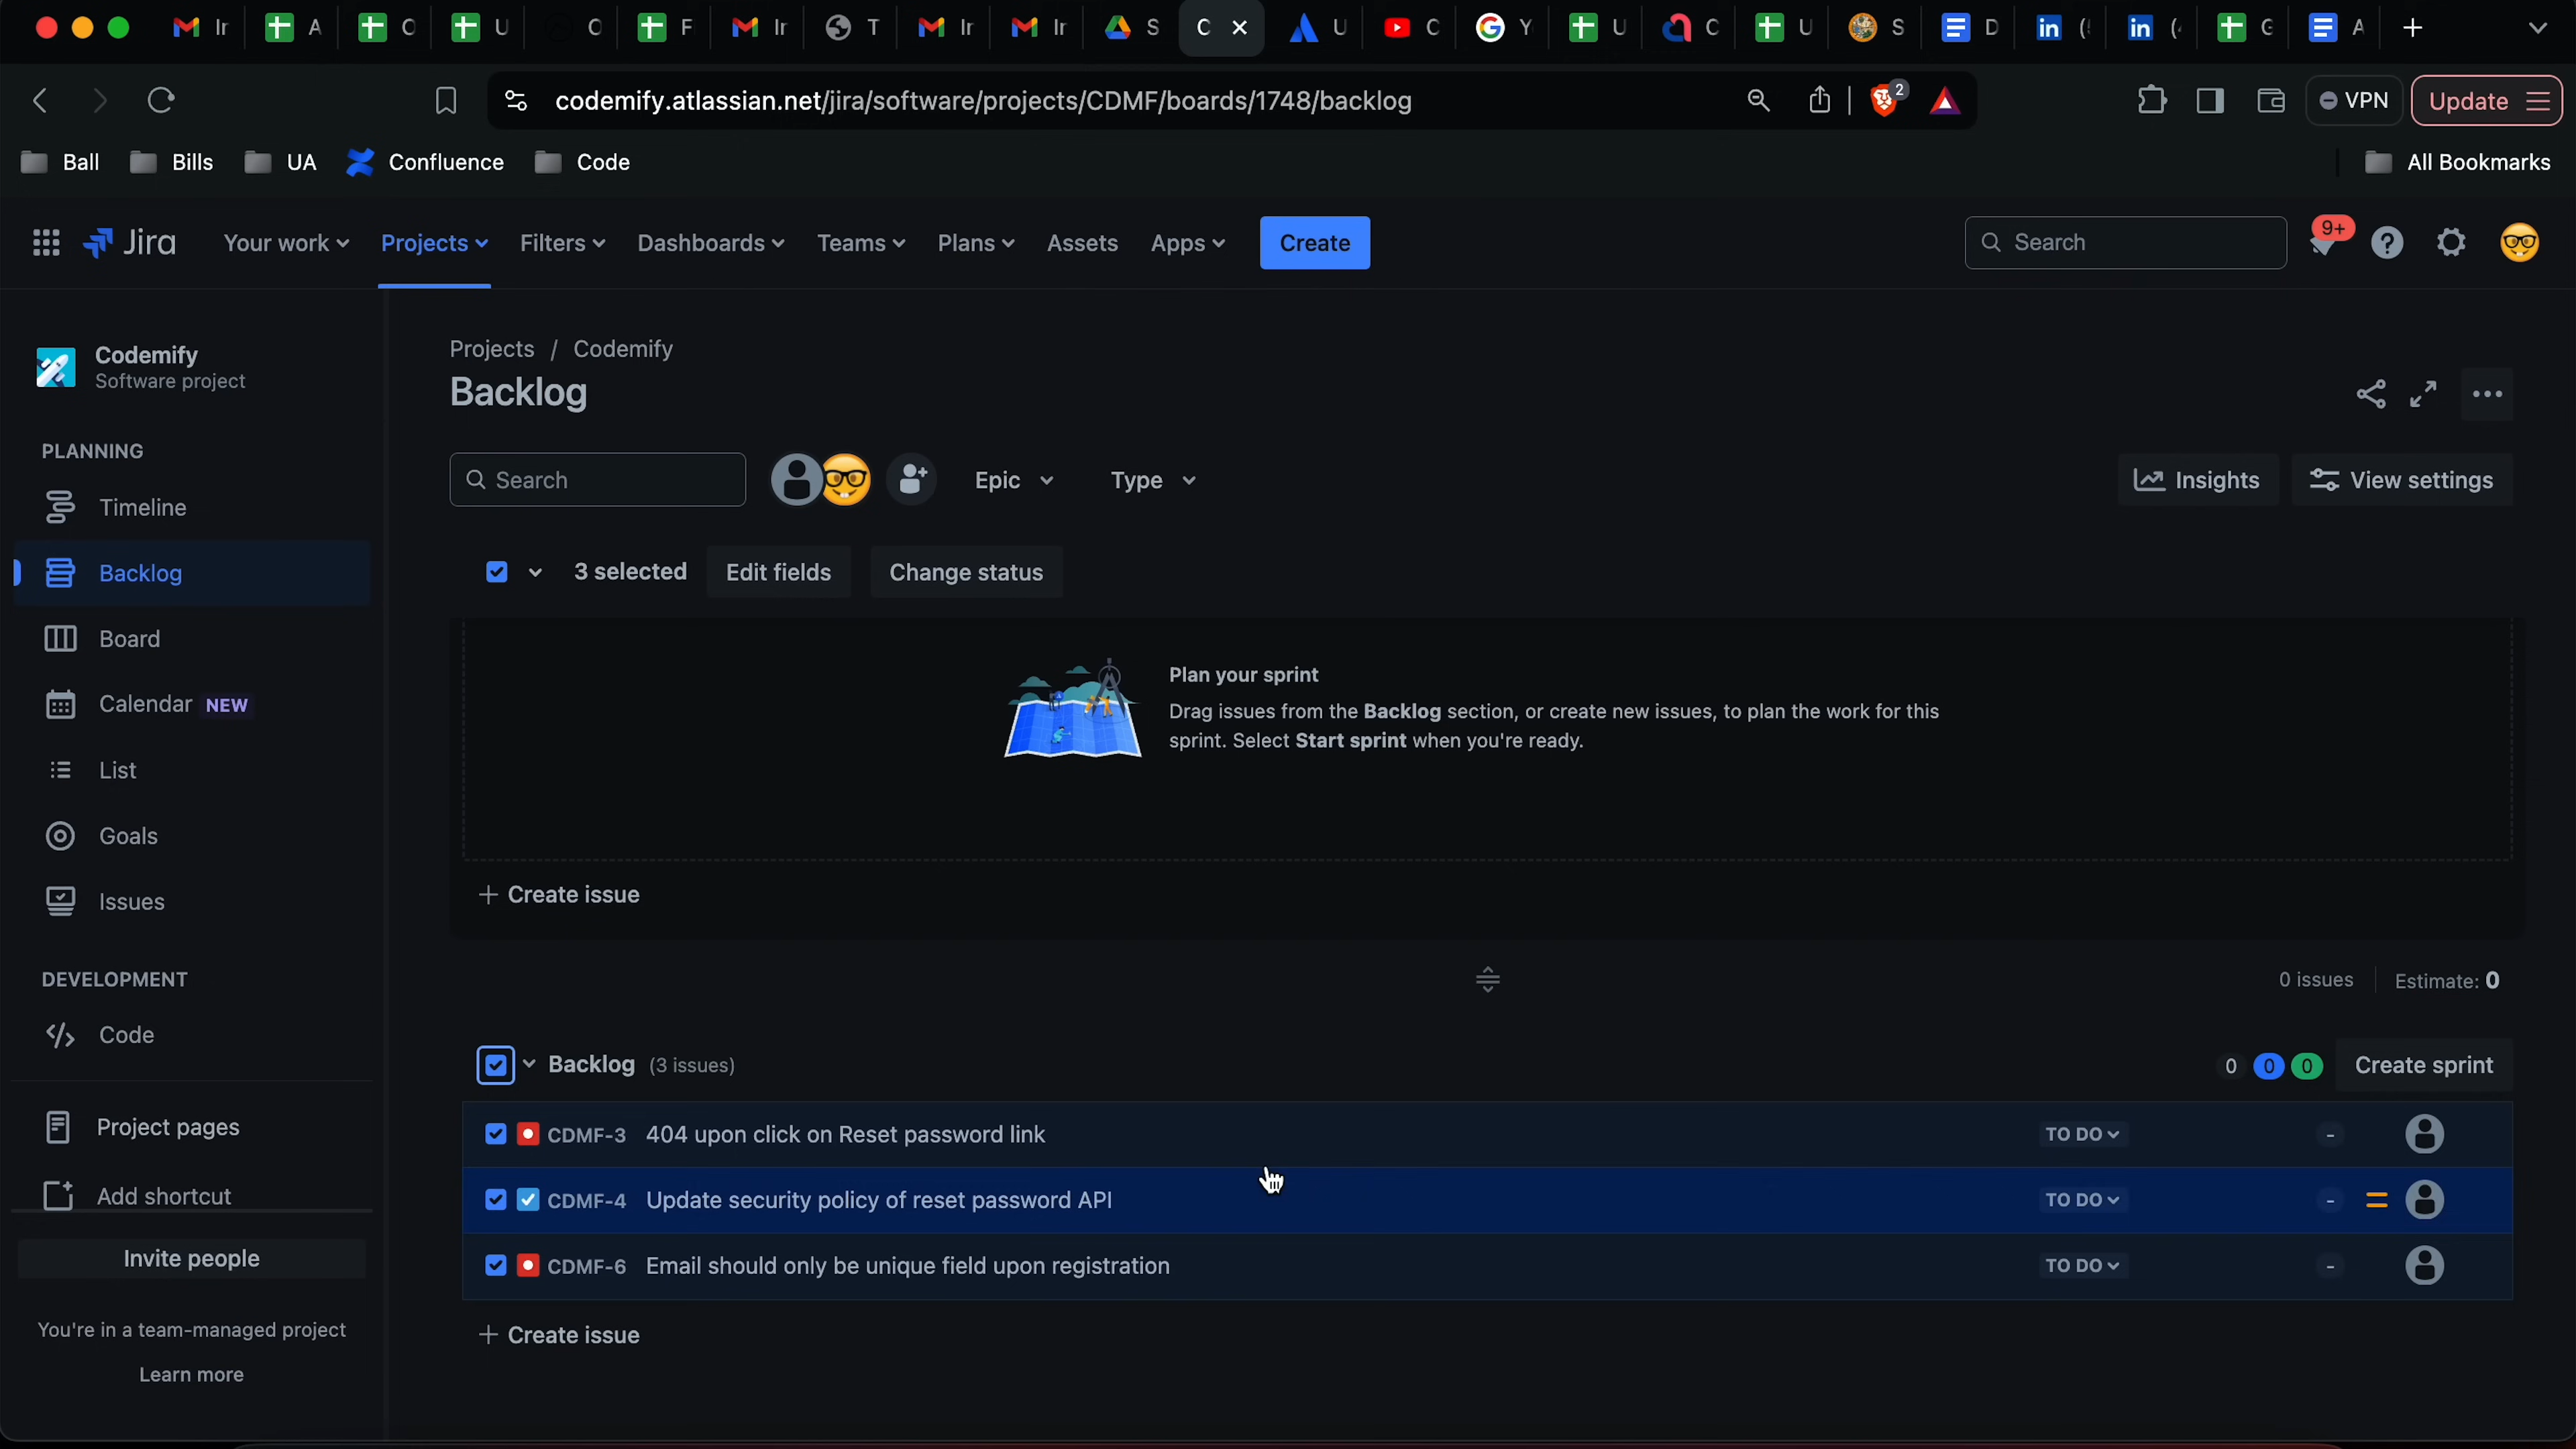 Ir A C U C F Ir T Ir Ir S C U C Y U C U S D (! (4 G A
codemify.atlassian.net/jira/software/projects/CDMF/boards/1748/backlog 2 VPN Update
Ball Bills UA Confluence Code All Bookmarks
Jira Your work Projects Filters Dashboards Teams Plans Assets Apps Create Search 9+
Codemify
Software project
PLANNING
Timeline
Backlog
Board
Calendar NEW
List
Goals
Issues
DEVELOPMENT
Code
Project pages
Add shortcut
Invite people
You're in a team-managed project
Learn more
Projects / Codemify
Backlog
Search Epic Type Insights View settings
3 selected Edit fields Change status
Plan your sprint
Drag issues from the Backlog section, or create new issues, to plan the work for this
sprint. Select Start sprint when you're ready.
+ Create issue
0 issues Estimate: 0
Backlog (3 issues) 0 0 0 Create sprint
CDMF-3 404 upon click on Reset password link TO DO -
CDMF-4 Update security policy of reset password API TO DO -
CDMF-6 Email should only be unique field upon registration TO DO -
+ Create issue